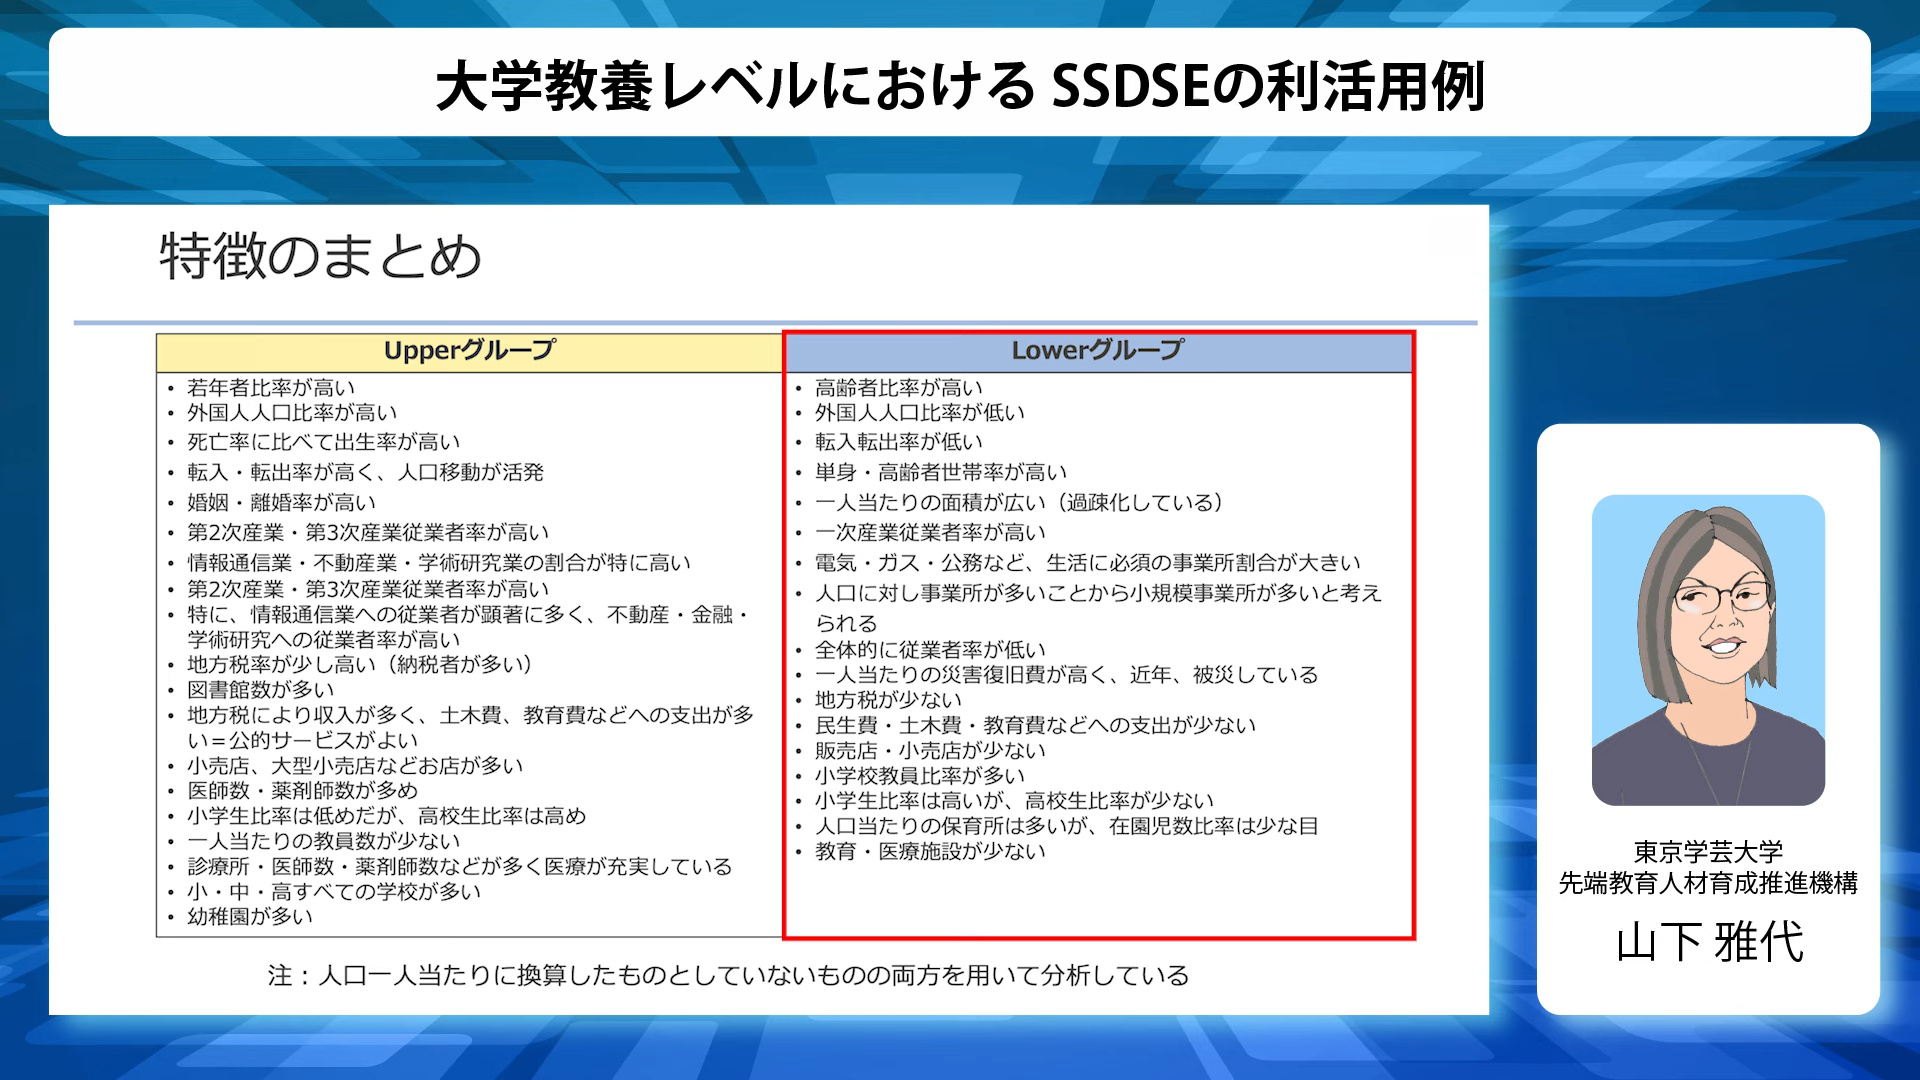 大学教養レベルにおける SSDSEの利活用例
特徴のまとめ
Upperグループ
• 若年者比率が高い
• 外国人人口比率が高い
• 死亡率に比べて出生率が高い
• 転入・転出率が高く、人口移動が活発
• 婚姻・離婚率が高い
• 第2次産業・第3次産業従業者率が高い
• 情報通信業・不動産業・学術研究業の割合が特に高い
• 第2次産業・第3次産業従業者率が高い
• 特に、情報通信業への従業者が顕著に多く、不動産・金融・
学術研究への従業者率が高い
• 地方税率が少し高い（納税者が多い）
• 図書館数が多い
• 地方税により収入が多く、土木費、教育費などへの支出が多
い＝公的サービスがよい
• 小売店、大型小売店などお店が多い
• 医師数・薬剤師数が多め
• 小学生比率は低めだが、高校生比率は高め
• 一人当たりの教員数が少ない
• 診療所・医師数・薬剤師数などが多く医療が充実している
• 小・中・高すべての学校が多い
• 幼稚園が多い
Lowerグループ
• 高齢者比率が高い
• 外国人人口比率が低い
• 転入転出率が低い
• 単身・高齢者世帯率が高い
• 一人当たりの面積が広い（過疎化している）
• 一次産業従業者率が高い
• 電気・ガス・公務など、生活に必須の事業所割合が大きい
• 人口に対し事業所が多いことから小規模事業所が多いと考え
られる
• 全体的に従業者率が低い
• 一人当たりの災害復旧費が高く、近年、被災している
• 地方税が少ない
• 民生費・土木費・教育費などへの支出が少ない
• 販売店・小売店が少ない
• 小学校教員比率が多い
• 小学生比率は高いが、高校生比率が少ない
• 人口当たりの保育所は多いが、在園児数比率は少な目
• 教育・医療施設が少ない
注：人口一人当たりに換算したものとしていないものの両方を用いて分析している
東京学芸大学
先端教育人材育成推進機構
山下 雅代